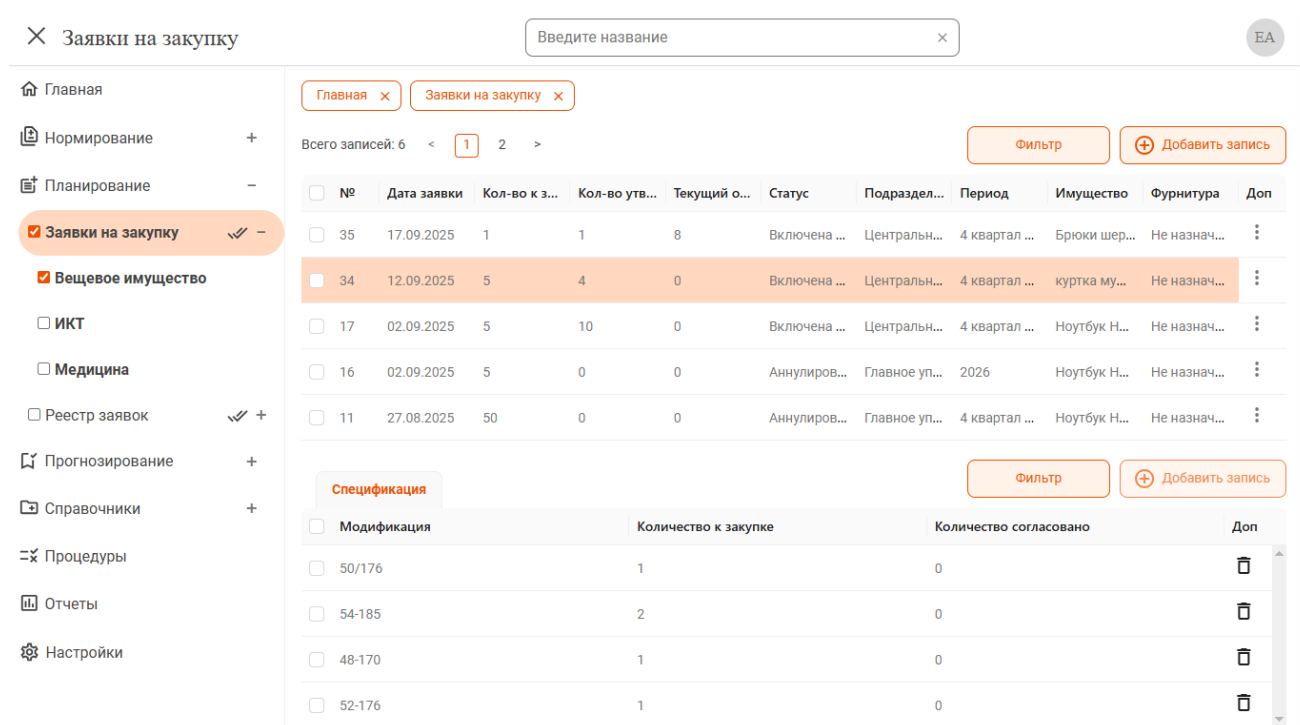 Заявки на закупку
Введите название
EA
Главная
Нормирование
Планирование
Заявки на закупку
Вещевое имущество
ИКТ
Медицина
Реестр заявок
Прогнозирование
Справочники
Процедуры
Отчеты
Настройки
Главная × Заявки на закупку ×
Всего записей: 6 < 1 2 >
Фильтр
Добавить запись
№ Дата заявки Кол-во к з... Кол-во утв... Текущий о... Статус Подраздел... Период Имущество Фурнитура Доп
35 17.09.2025 1 1 8 Включена ... Центральн... 4 квартал ... Брюки шер... Не назнач...
34 12.09.2025 5 4 0 Включена ... Центральн... 4 квартал ... куртка му... Не назнач...
17 02.09.2025 5 10 0 Включена ... Центральн... 4 квартал ... Ноутбук H... Не назнач...
16 02.09.2025 5 0 0 Аннулиров... Главное уп... 2026 Ноутбук H... Не назнач...
11 27.08.2025 50 0 0 Аннулиров... Главное уп... 4 квартал ... Ноутбук H... Не назнач...
Спецификация
Фильтр
Добавить запись
Модификация Количество к закупке Количество согласовано Доп
50/176 1 0
54-185 2 0
48-170 1 0
52-176 1 0